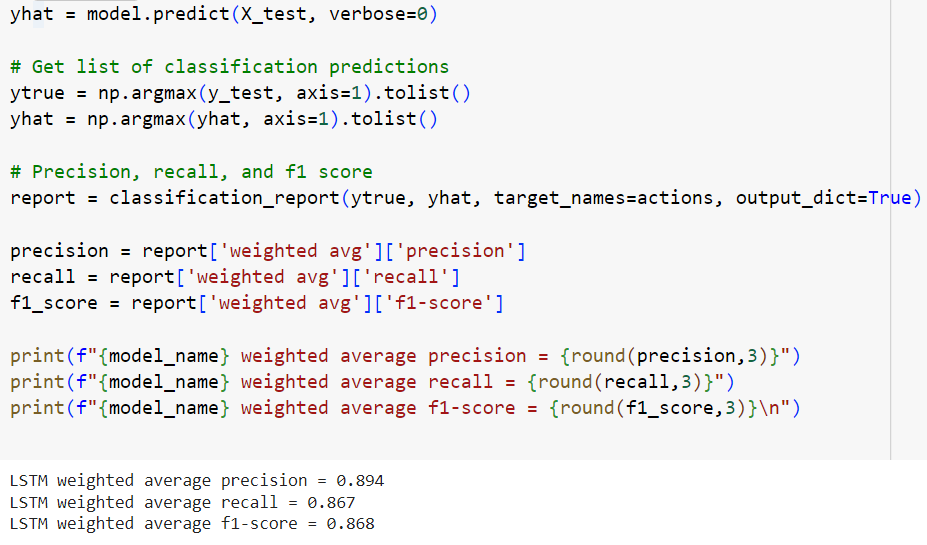 yhat = model.predict(X_test, verbose=0)
# Get list of classification predictions
ytrue = np.argmax(y_test, axis=1).tolist()
yhat = np.argmax(yhat, axis=1).tolist()
# Precision, recall, and f1 score
report = classification_report(ytrue, yhat, target_names=actions, output_dict=True)
precision = report['weighted avg']['precision']
recall = report['weighted avg']['recall']
f1_score = report['weighted avg']['f1-score']
print(f"{model_name} weighted average precision = {round(precision,3)}")
print(f"{model_name} weighted average recall = {round(recall,3)}")
print(f"{model_name} weighted average f1-score = {round(f1_score,3)}\n")
LSTM weighted average precision = 0.894
LSTM weighted average recall = 0.867
LSTM weighted average f1-score = 0.868